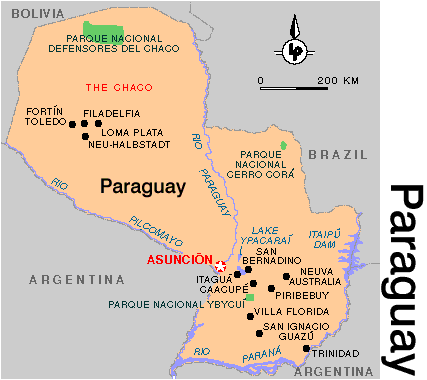 BOLIVIA
PARQUE NACIONAL
DEFENSORES DEL CHACO
lp
0 200 KM
THE CHACO
FORTÍN
TOLEDO
FILADELFIA
LOMA PLATA
NEU-HALBSTADT
RIO
PARAGUAY
PARQUE
NACIONAL
CERRO CORÁ
BRAZIL
Paraguay
RIO
PILCOMAYO
LAKE
YPACARAÍ
ITAIPÚ
DAM
ASUNCIÓN
SAN
BERNADINO
ITAGUÁ
CAACUPÉ
NEUVA
AUSTRALIA
ARGENTINA
PIRIBEBUY
PARQUE NACIONAL YBYCUÍ
VILLA FLORIDA
SAN IGNACIO
GUAZÚ
RIO
PARANÁ
TRINIDAD
ARGENTINA
Paraguay